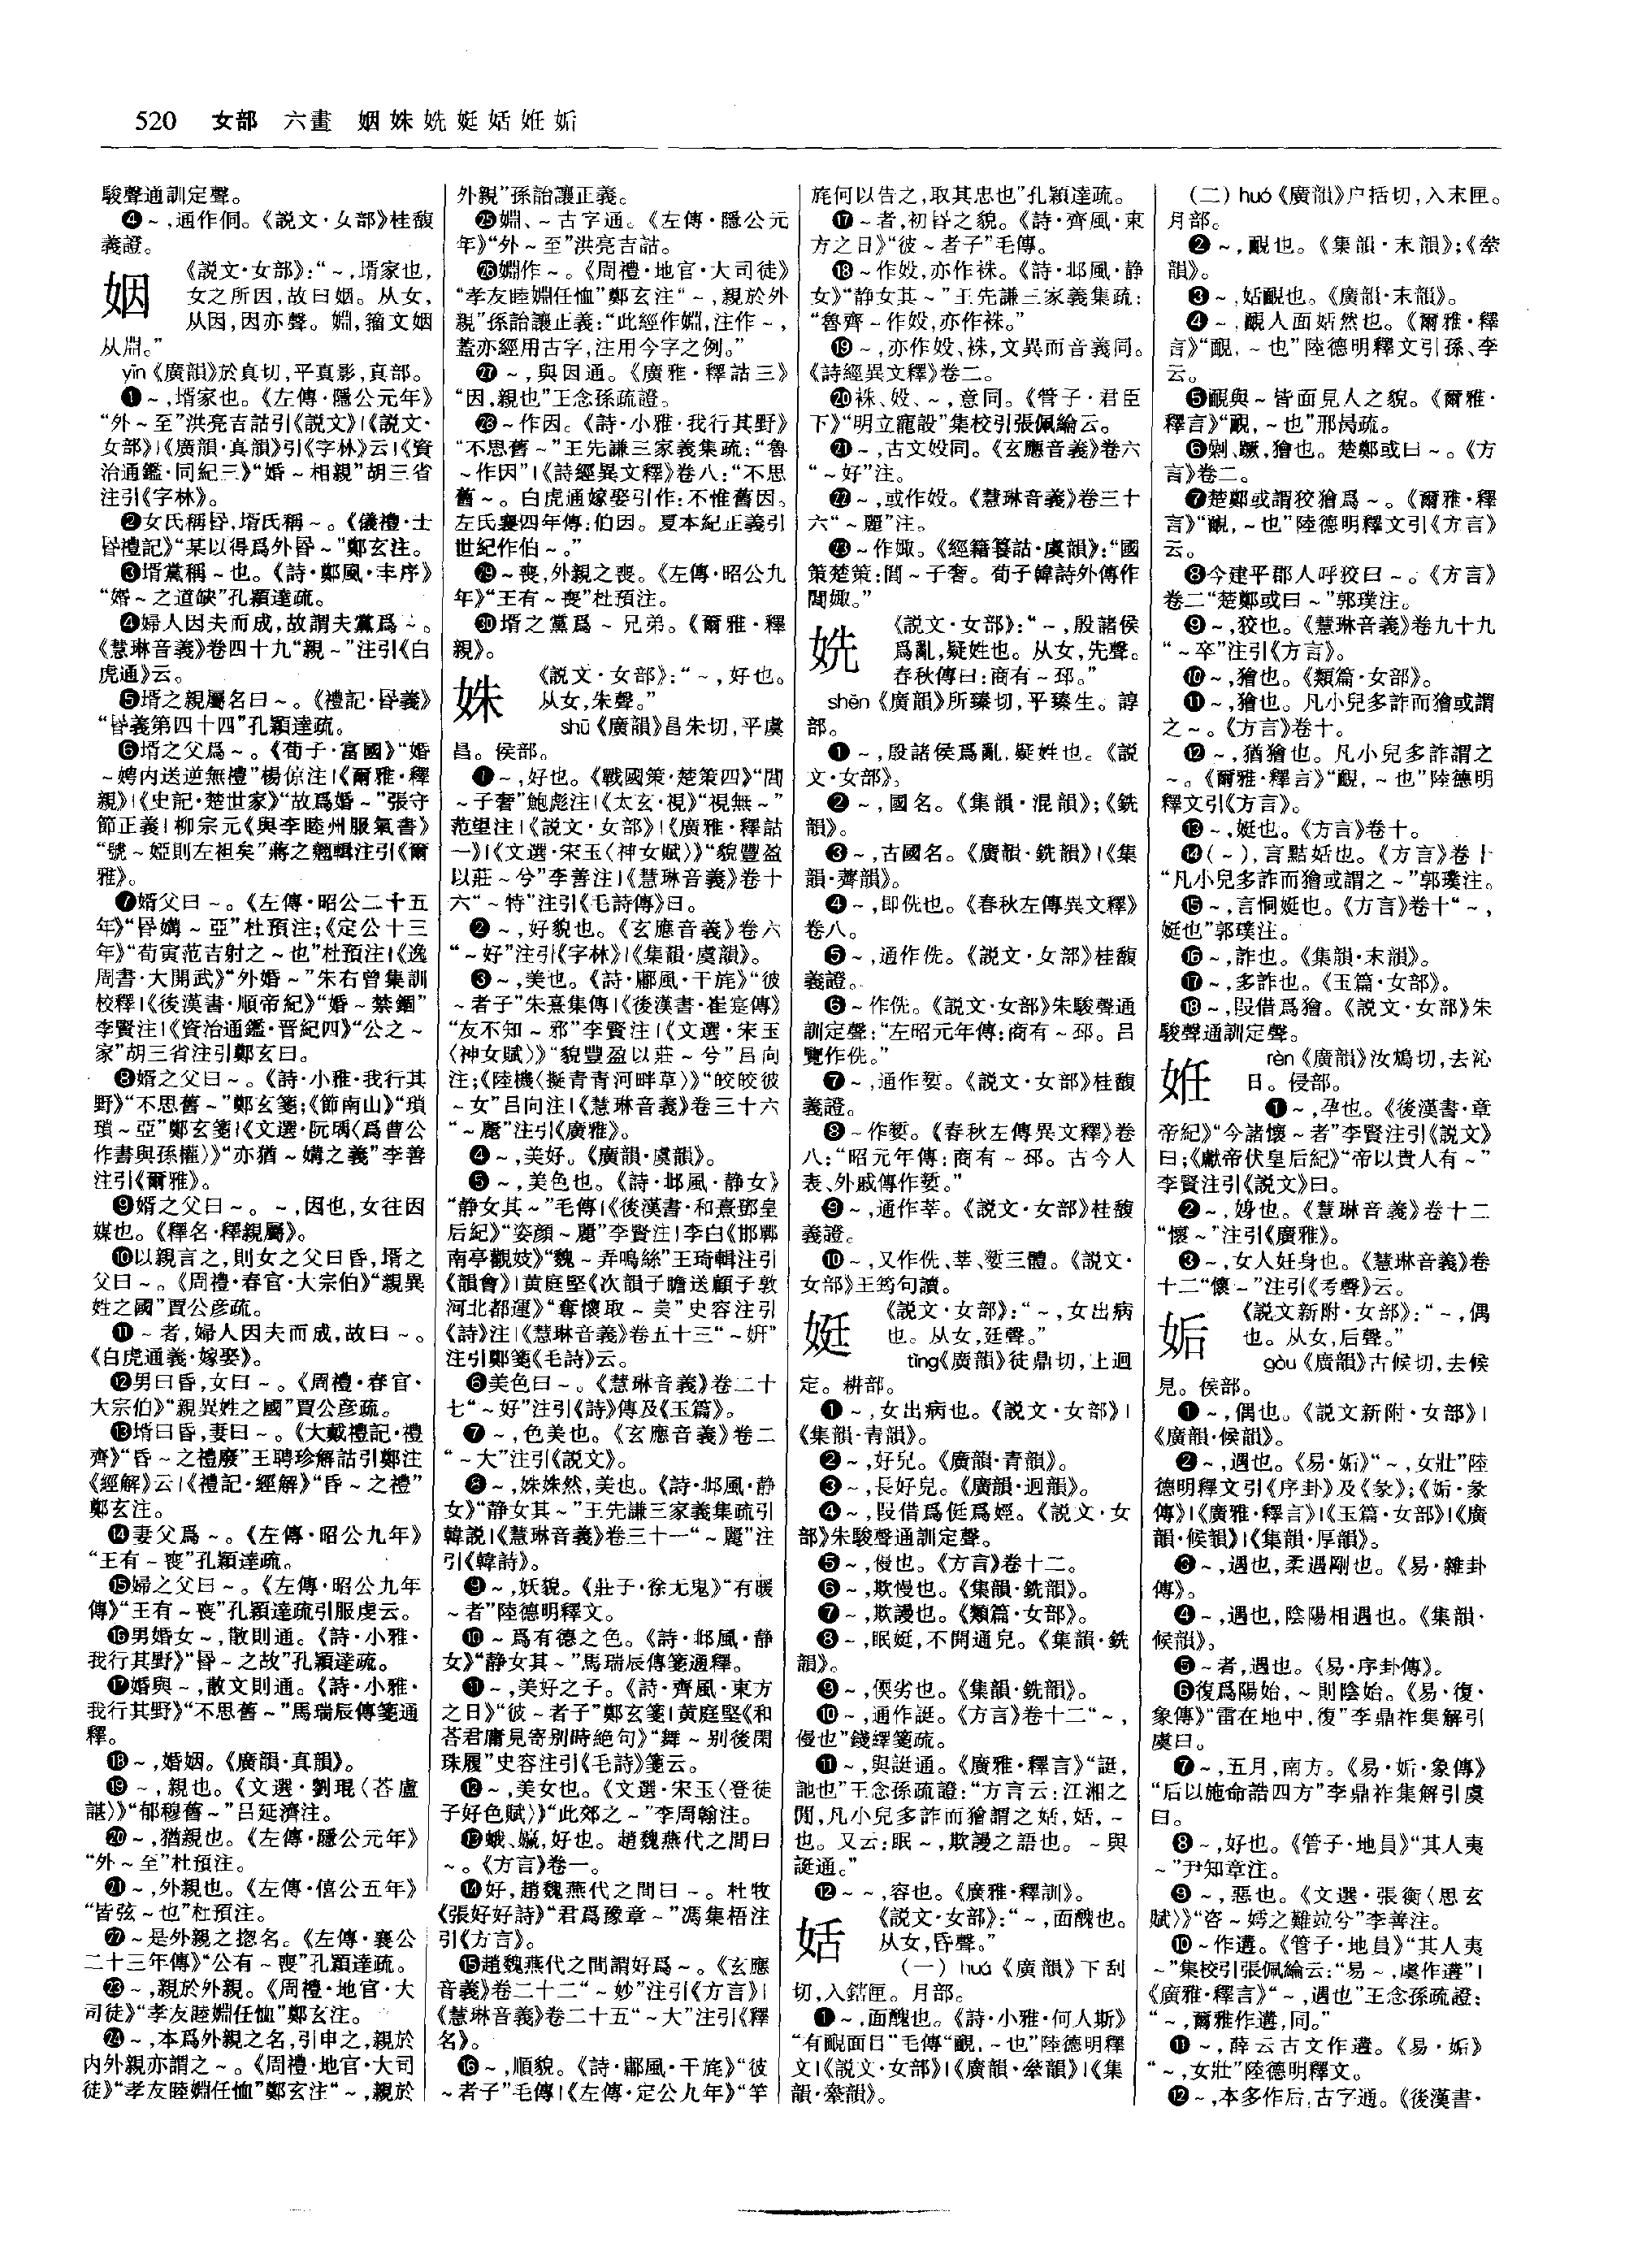 520　女部　六畫　姻姝姺娗姡姙姤
駿聲通訓定聲。
❹～,通作侗。《説文·女部》桂馥
義證。
姻
《説文·女部》：“～,壻家也,
女之所因,故曰姻。从女,
从因,因亦聲。婣,籀文姻
从𣶒。”
yīn《廣韻》於真切,平真影,真部。
❶～,壻家也。《左傳·隱公元年》
“外～至”洪亮吉詁引《説文》|《説文·
女部》|《廣韻·真韻》引《字林》云|《資
治通鑑·周紀三》“婚～相親”胡三省
注引《字林》。
❷女氏稱昏,壻氏稱～。《儀禮·士
昏禮記》“某以得爲外昏～”鄭玄注。
❸壻黨稱～也。《詩·鄭風·丰序》
“婚～之道缺”孔穎達疏。
❹婦人因夫而成,故謂夫黨爲～。
《慧琳音義》卷四十九“親～”注引《白
虎通》云。
❺壻之親屬名曰～。《禮記·昏義》
“昏義第四十四”孔穎達疏。
❻壻之父爲～。《荀子·富國》“婚
～娉内送逆無禮”楊倞注|《爾雅·釋
親》|《史記·楚世家》“故爲婚～”張守
節正義|柳宗元《與李睦州服氣書》
“號～婭則左袒矣”蔣之翹輯注引《爾
雅》。
❼婿父曰～。《左傳·昭公二十五
年》“昏媾～亞”杜預注;《定公十三
年》“荀寅范吉射之～也”杜預注|《逸
周書·大開武》“外婚～”朱右曾集訓
校釋|《後漢書·順帝紀》“婚～禁錮”
李賢注|《資治通鑑·晋紀四》“公之～
家”胡三省注引鄭玄曰。
❽婿之父曰～。《詩·小雅·我行其
野》“不思舊～”鄭玄箋;《節南山》“瑣
瑣～亞”鄭玄箋|《文選·阮瑀〈爲曹公
作書與孫權〉》“亦猶～媾之義”李善
注引《爾雅》。
❾婿之父曰～。～,因也,女往因
媒也。《釋名·釋親屬》。
❿以親言之,則女之父曰昏,壻之
父曰～。《周禮·春官·大宗伯》“親異
姓之國”賈公彦疏。
⓫～者,婦人因夫而成,故曰～。
《白虎通義·嫁娶》。
⓬男曰昏,女曰～。《周禮·春官·
大宗伯》“親異姓之國”賈公彦疏。
⓭壻曰昏,妻曰～。《大戴禮記·禮
齊》“昏～之禮廢”王聘珍解詁引鄭注
《經解》云|《禮記·經解》“昏～之禮”
鄭玄注。
⓮妻父爲～。《左傳·昭公九年》
“王有～喪”孔穎達疏。
⓯婦之父曰～。《左傳·昭公九年
傳》“王有～喪”孔穎達疏引服虔云。
⓰男婚女～,散則通。《詩·小雅·
我行其野》“昏～之故”孔穎達疏。
⓱婚與～,散文則通。《詩·小雅·
我行其野》“不思舊～”馬瑞辰傳箋通
釋。
⓲～,婚姻。《廣韻·真韻》。
⓳～,親也。《文選·劉琨〈荅盧
諶〉》“郁穆舊～”吕延濟注。
⓴～,猶親也。《左傳·隱公元年》
“外～至”杜預注。
㉑～,外親也。《左傳·僖公五年》
“皆弦～也”杜預注。
㉒～是外親之揔名。《左傳·襄公
二十三年傳》“公有～喪”孔穎達疏。
㉓～,親於外親。《周禮·地官·大
司徒》“孝友睦婣任恤”鄭玄注。
㉔～,本爲外親之名,引申之,親於
内外親亦謂之～。《周禮·地官·大司
徒》“孝友睦婣任恤”鄭玄注“～,親於
外親”孫詒讓正義。
㉕婣、～古字通。《左傳·隱公元
年》“外～至”洪亮吉詁。
㉖婣作～。《周禮·地官·大司徒》
“孝友睦婣任恤”鄭玄注“～,親於外
親”孫詒讓正義：“此經作婣,注作～,
蓋亦經用古字,注用今字之例。”
㉗～,與因通。《廣雅·釋詁三》
“因,親也”王念孫疏證。
㉘～作因。《詩·小雅·我行其野》
“不思舊～”王先謙三家義集疏：“魯
～作因”|《詩經異文釋》卷八：“不思
舊～。白虎通嫁娶引作：不惟舊因。
左氏襄四年傳：伯因。夏本紀正義引
世紀作伯～。”
㉙～喪,外親之喪。《左傳·昭公九
年》“王有～喪”杜預注。
㉚壻之黨爲～兄弟。《爾雅·釋
親》。
姝
《説文·女部》：“～,好也。
从女,朱聲。”
shū《廣韻》昌朱切,平虞
昌。侯部。
❶～,好也。《戰國策·楚策四》“閭
～子奢”鮑彪注|《太玄·視》“視無～”
范望注|《説文·女部》|《廣雅·釋詁
一》|《文選·宋玉〈神女賦〉》“貌豐盈
以莊～兮”李善注|《慧琳音義》卷十
六“～特”注引《毛詩傳》曰。
❷～,好貌也。《玄應音義》卷六
“～好”注引《字林》|《集韻·虞韻》。
❸～,美也。《詩·鄘風·干旄》“彼
～者子”朱熹集傳|《後漢書·崔寔傳》
“友不知～邪”李賢注|《文選·宋玉
〈神女賦〉》“貌豐盈以莊～兮”吕向
注;《陸機〈擬青青河畔草〉》“皎皎彼
～女”吕向注|《慧琳音義》卷三十六
“～麗”注引《廣雅》。
❹～,美好。《廣韻·虞韻》。
❺～,美色也。《詩·邶風·静女》
“静女其～”毛傳|《後漢書·和熹鄧皇
后紀》“姿顔～麗”李賢注|李白《邯鄲
南亭觀妓》“魏～弄鳴絲”王琦輯注引
《韻會》|黄庭堅《次韻子瞻送顧子敦
河北都運》“奪懷取～美”史容注引
《詩》注|《慧琳音義》卷五十三“～姸”
注引鄭箋《毛詩》云。
❻美色曰～。《慧琳音義》卷二十
七“～好”注引《詩》傳及《玉篇》。
❼～,色美也。《玄應音義》卷二
“～大”注引《説文》。
❽～,姝姝然,美也。《詩·邶風·静
女》“静女其～”王先謙三家義集疏引
韓説|《慧琳音義》卷三十一“～麗”注
引《韓詩》。
❾～,妖貌。《莊子·徐无鬼》“有暖
～者”陸德明釋文。
❿～爲有德之色。《詩·邶風·静
女》“静女其～”馬瑞辰傳箋通釋。
⓫～,美好之子。《詩·齊風·東方
之日》“彼～者子”鄭玄箋|黄庭堅《和
荅君庸見寄别時絶句》“舞～别後閑
珠履”史容注引《毛詩》箋云。
⓬～,美女也。《文選·宋玉〈登徒
子好色賦〉》“此郊之～”李周翰注。
⓭娥、㜲,好也。趙魏燕代之間曰
～。《方言》卷一。
⓮好,趙魏燕代之間曰～。杜牧
《張好好詩》“君爲豫章～”馮集梧注
引《方言》。
⓯趙魏燕代之間謂好爲～。《玄應
音義》卷二十二“～妙”注引《方言》|
《慧琳音義》卷二十五“～大”注引《釋
名》。
⓰～,順貌。《詩·鄘風·干旄》“彼
～者子”毛傳|《左傳·定公九年》“竿
旄何以告之,取其忠也”孔穎達疏。
⓱～者,初昏之貌。《詩·齊風·東
方之日》“彼～者子”毛傳。
⓲～作㚥,亦作袾。《詩·邶風·静
女》“静女其～”王先謙三家義集疏：
“魯齊～作㚥,亦作袾。”
⓳～,亦作㚥、袾,文異而音義同。
《詩經異文釋》卷二。
⓴袾、㚥、～,意同。《管子·君臣
下》“明立寵設”集校引張佩綸云。
㉑～,古文㚥同。《玄應音義》卷六
“～好”注。
㉒～,或作㚥。《慧琳音義》卷三十
六“～麗”注。
㉓～作娵。《經籍籑詁·虞韻》：“國
策楚策：閭～子奢。荀子韓詩外傳作
閭娵。”
姺
《説文·女部》：“～,殷諸侯
爲亂,疑姓也。从女,先聲。
春秋傳曰：商有～邳。”
shēn《廣韻》所臻切,平臻生。諄
部。
❶～,殷諸侯爲亂,疑姓也。《説
文·女部》。
❷～,國名。《集韻·混韻》;《銑
韻》。
❸～,古國名。《廣韻·銑韻》|《集
韻·薺韻》。
❹～,即侁也。《春秋左傳異文釋》
卷八。
❺～,通作侁。《説文·女部》桂馥
義證。
❻～作侁。《説文·女部》朱駿聲通
訓定聲：“左昭元年傳：商有～邳。吕
覽作侁。”
❼～,通作㜪。《説文·女部》桂馥
義證。
❽～作㜪。《春秋左傳異文釋》卷
八：“昭元年傳：商有～邳。古今人
表、外戚傳作㜪。”
❾～,通作莘。《説文·女部》桂馥
義證。
❿～,又作侁、莘、㜪三體。《説文·
女部》王筠句讀。
娗
《説文·女部》：“～,女出病
也。从女,廷聲。”
tǐng《廣韻》徒鼎切,上迥
定。耕部。
❶～,女出病也。《説文·女部》|
《集韻·青韻》。
❷～,好皃。《廣韻·青韻》。
❸～,長好皃。《廣韻·迥韻》。
❹～,叚借爲侹爲娙。《説文·女
部》朱駿聲通訓定聲。
❺～,㑃也。《方言》卷十二。
❻～,欺慢也。《集韻·銑韻》。
❼～,欺謾也。《類篇·女部》。
❽～,眠娗,不開通皃。《集韻·銑
韻》。
❾～,偄劣也。《集韻·銑韻》。
❿～,通作誔。《方言》卷十二“～,
㑃也”錢繹箋疏。
⓫～,與誔通。《廣雅·釋言》“誔,
訑也”王念孫疏證：“方言云：江湘之
閒,凡小兒多詐而獪謂之姡,姡,～
也。又云：眠～,欺謾之語也。～與
誔通。”
⓬～～,容也。《廣雅·釋訓》。
姡
《説文·女部》：“～,面醜也。
从女,昏聲。”
(一) huá《廣韻》下刮
切,入鎋匣。月部。
❶～,面醜也。《詩·小雅·何人斯》
“有靦面目”毛傳“靦,～也”陸德明釋
文|《説文·女部》|《廣韻·鎋韻》|《集
韻·鎋韻》。
(二) huó《廣韻》户括切,入末匣。
月部。
❷～,靦也。《集韻·末韻》;《鎋
韻》。
❸～,姡靦也。《廣韻·末韻》。
❹～,靦人面姡然也。《爾雅·釋
言》“靦,～也”陸德明釋文引孫、李
云。
❺靦與～皆面見人之貌。《爾雅·
釋言》“靦,～也”邢昺疏。
❻劋、蹶,獪也。楚鄭或曰～。《方
言》卷二。
❼楚鄭或謂狡獪爲～。《爾雅·釋
言》“靦,～也”陸德明釋文引《方言》
云。
❽今建平郡人呼狡曰～。《方言》
卷二“楚鄭或曰～”郭璞注。
❾～,狡也。《慧琳音義》卷九十九
“～卒”注引《方言》。
❿～,獪也。《類篇·女部》。
⓫～,獪也。凡小兒多詐而獪或謂
之～。《方言》卷十。
⓬～,猶獪也。凡小兒多詐謂之
～。《爾雅·釋言》“靦,～也”陸德明
釋文引《方言》。
⓭～,娗也。《方言》卷十。
⓮(～),言黠姡也。《方言》卷十
“凡小兒多詐而獪或謂之～”郭璞注。
⓯～,言恫娗也。《方言》卷十“～,
娗也”郭璞注。
⓰～,詐也。《集韻·末韻》。
⓱～,多詐也。《玉篇·女部》。
⓲～,叚借爲獪。《説文·女部》朱
駿聲通訓定聲。
姙
rèn《廣韻》汝鴆切,去沁
日。侵部。
❶～,孕也。《後漢書·章
帝紀》“今諸懷～者”李賢注引《説文》
曰;《獻帝伏皇后紀》“帝以貴人有～”
李賢注引《説文》曰。
❷～,娠也。《慧琳音義》卷十二
“懷～”注引《廣雅》。
❸～,女人妊身也。《慧琳音義》卷
十二“懷～”注引《考聲》云。
姤
《説文新附·女部》：“～,偶
也。从女,后聲。”
gòu《廣韻》古候切,去候
見。侯部。
❶～,偶也。《説文新附·女部》|
《廣韻·候韻》。
❷～,遇也。《易·姤》“～,女壯”陸
德明釋文引《序卦》及《彖》;《姤·彖
傳》|《廣雅·釋言》|《玉篇·女部》|《廣
韻·候韻》|《集韻·厚韻》。
❸～,遇也,柔遇剛也。《易·雜卦
傳》。
❹～,遇也,陰陽相遇也。《集韻·
候韻》。
❺～者,遇也。《易·序卦傳》。
❻復爲陽始,～則陰始。《易·復·
象傳》“雷在地中,復”李鼎祚集解引
虞曰。
❼～,五月,南方。《易·姤·象傳》
“后以施命誥四方”李鼎祚集解引虞
曰。
❽～,好也。《管子·地員》“其人夷
～”尹知章注。
❾～,惡也。《文選·張衡〈思玄
賦〉》“咨～嫮之難竝兮”李善注。
❿～作遘。《管子·地員》“其人夷
～”集校引張佩綸云：“易～,虞作遘”|
《廣雅·釋言》“～,遇也”王念孫疏證：
“～,爾雅作遘,同。”
⓫～,薛云古文作遘。《易·姤》
“～,女壯”陸德明釋文。
⓬～,本多作后,古字通。《後漢書·